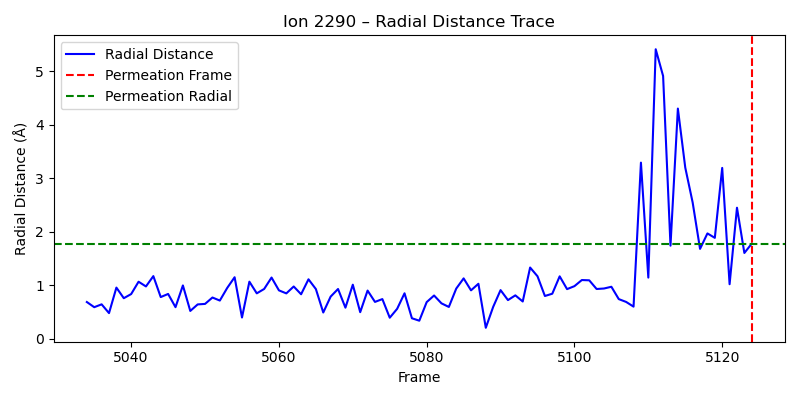 Ion 2290 – Radial Distance Trace
Radial Distance
Permeation Frame
Permeation Radial
Radial Distance (Å)
5
4
3
2
1
0
5040 5060 5080 5100 5120
Frame